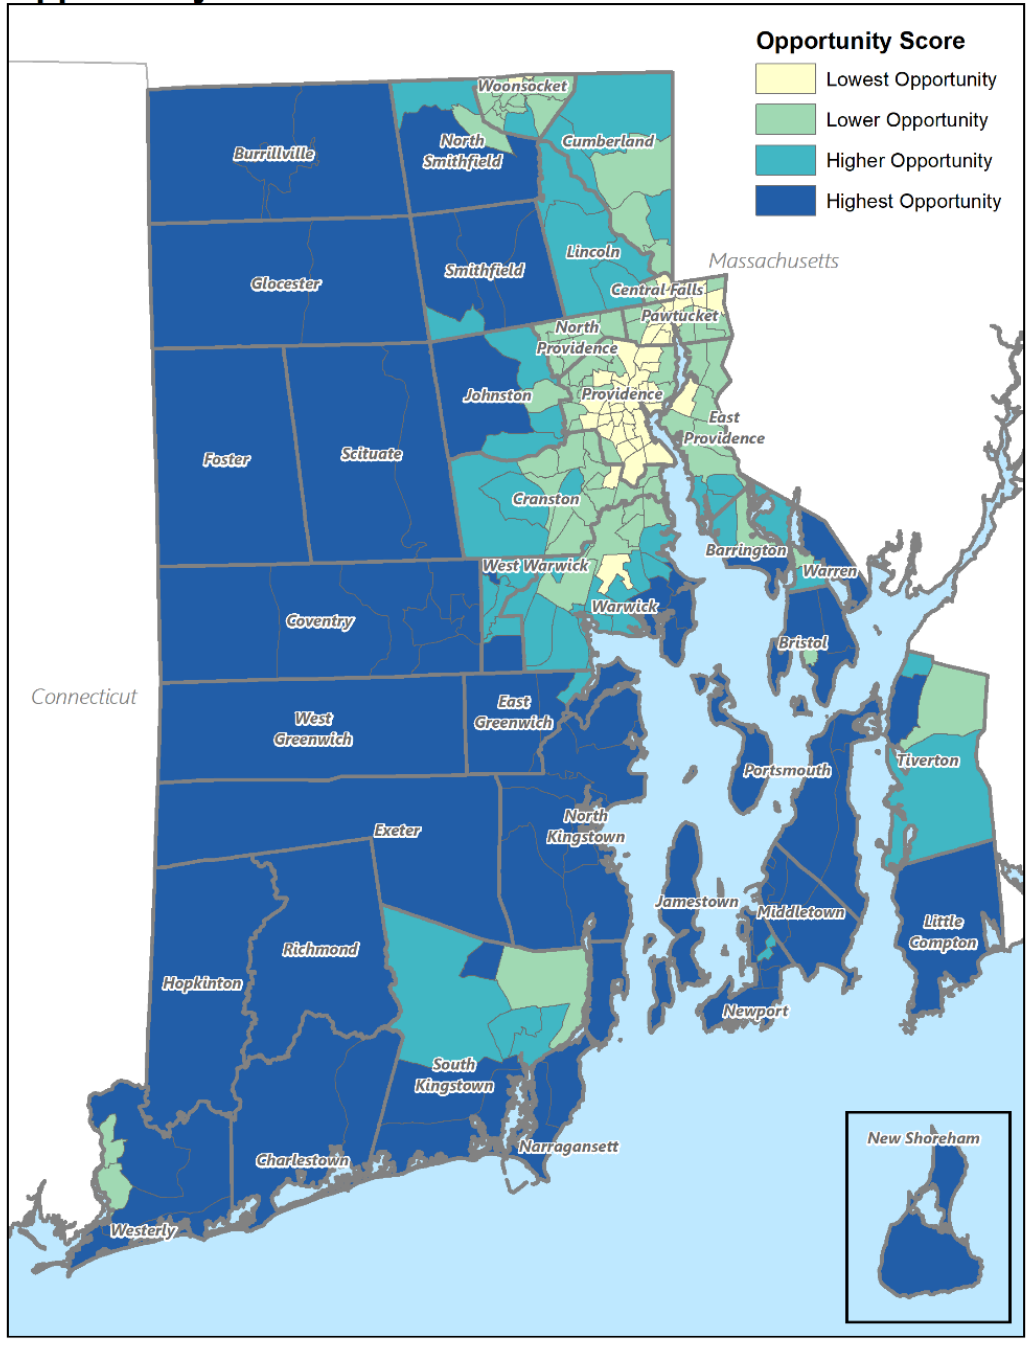 Opportunity Score
Lowest Opportunity
Lower Opportunity
Higher Opportunity
Highest Opportunity
Massachusetts
Connecticut
Woonsocket
Burrillville
North
Smithfield
Cumberland
Glocester
Smithfield
Lincoln
Central Falls
Pawtucket
North
Providence
Johnston
Providence
East
Providence
Foster
Scituate
Cranston
Barrington
West Warwick
Warren
Coventry
Warwick
Bristol
West
Greenwich
East
Greenwich
Portsmouth
Tiverton
Exeter
North
Kingstown
Jamestown
Middletown
Little
Compton
Richmond
Hopkinton
Newport
South
Kingstown
Narragansett
Charlestown
Westerly
New Shoreham